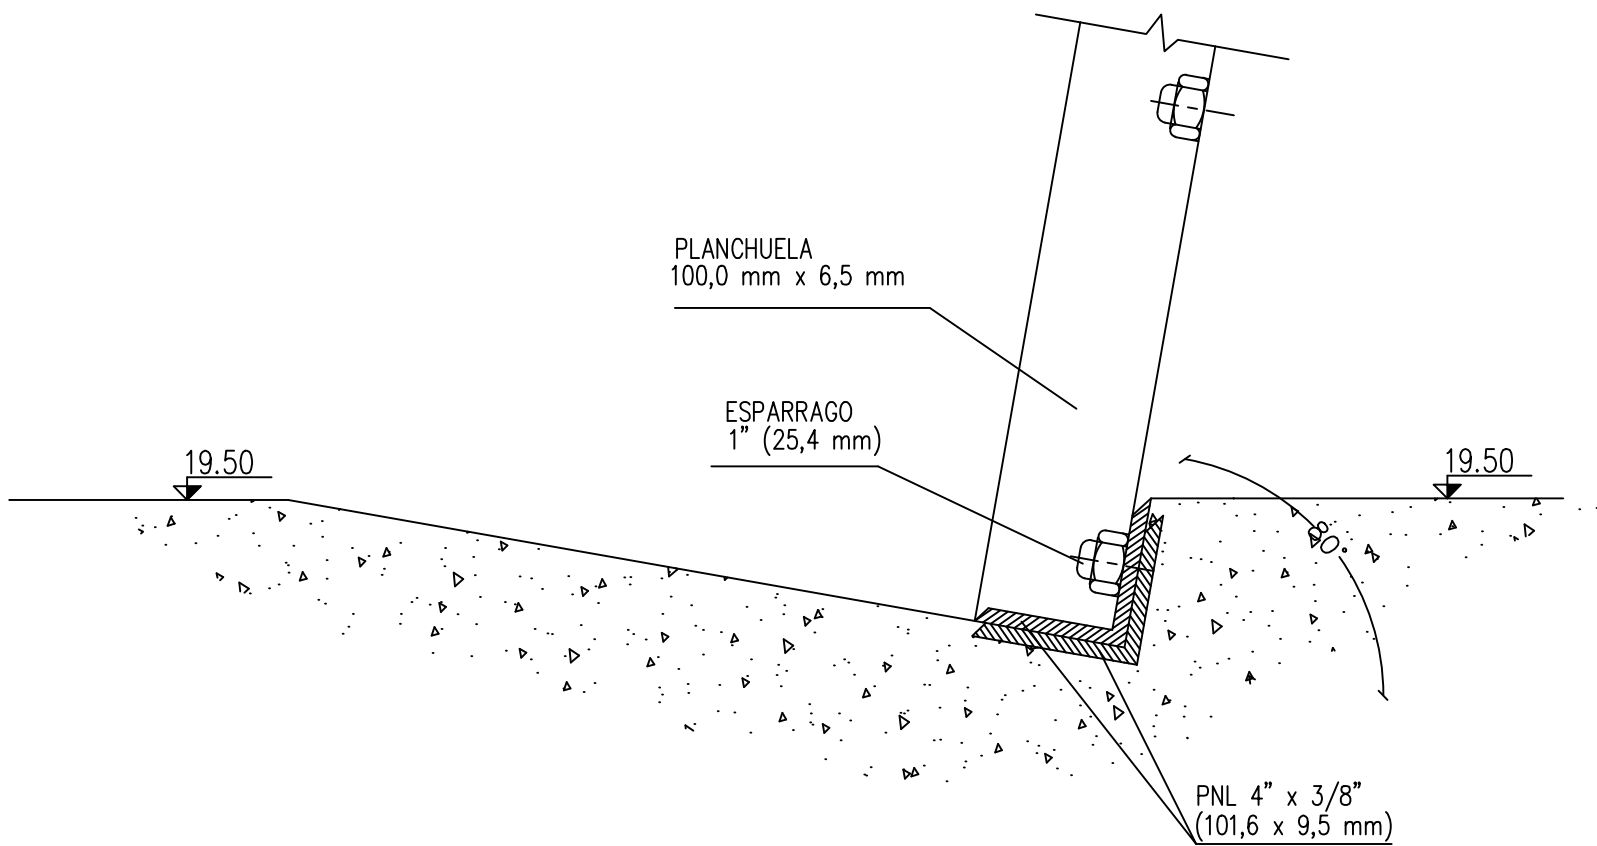 PLANCHUELA
100,0 mm x 6,5 mm
ESPARRAGO
1” (25,4 mm)
19.50
19.50
80°
PNL 4” x 3/8”
(101,6 x 9,5 mm)